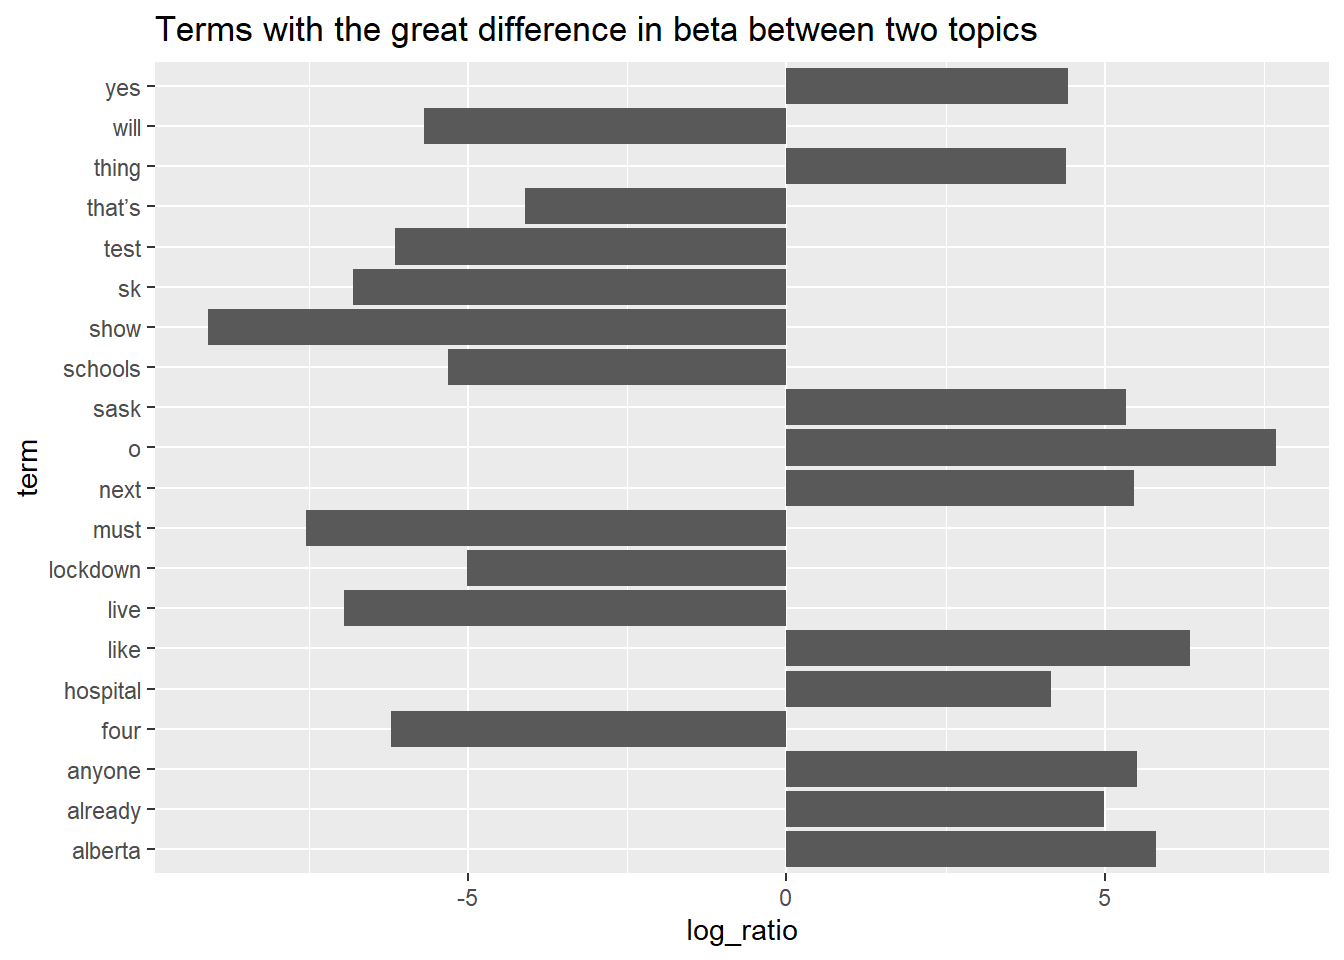 Terms with the great difference in beta between two topics
yes
will
thing
that’s
test
sk
show
schools
sask
o
next
must
lockdown
live
like
hospital
four
anyone
already
alberta
term
-5 0 5
log_ratio